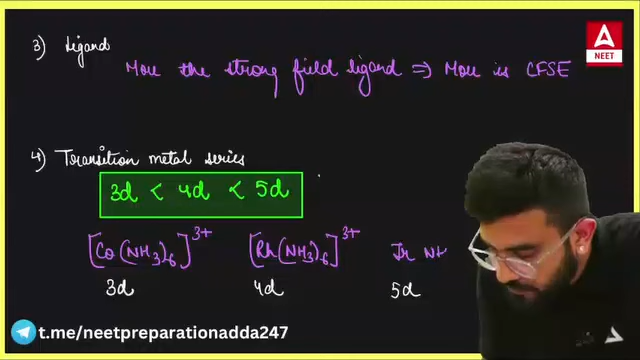 3) Ligand
More the strong field ligand ⇒ More is CFSE
A
NEET
4) Transition metal series
3d < 4d < 5d
[Co(NH3)6]3+ [Rh(NH3)6]3+ Ir NH
3d 4d 5d
t.me/neetpreparationadda247